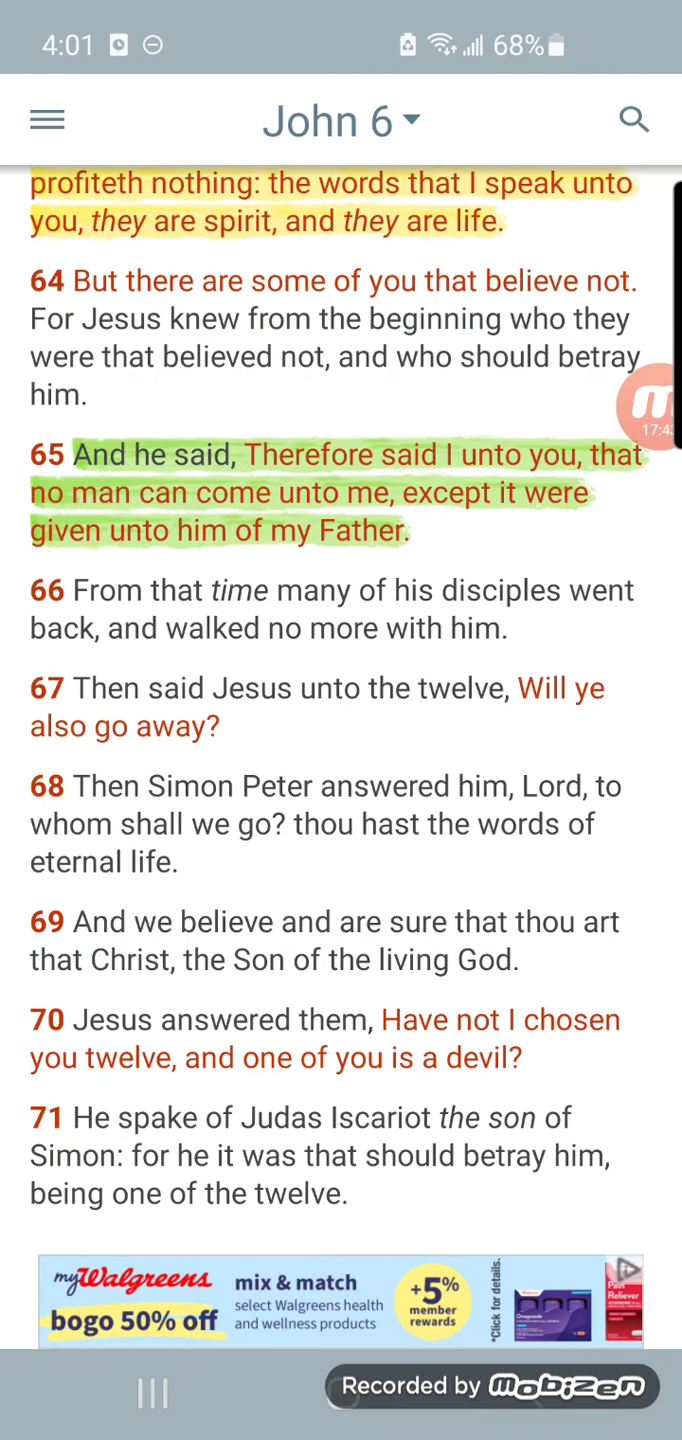 4:01 68%
John 6
profiteth nothing: the words that I speak unto
you, they are spirit, and they are life.
64 But there are some of you that believe not.
For Jesus knew from the beginning who they
were that believed not, and who should betray
him.
65 And he said, Therefore said I unto you, that
no man can come unto me, except it were
given unto him of my Father.
66 From that time many of his disciples went
back, and walked no more with him.
67 Then said Jesus unto the twelve, Will ye
also go away?
68 Then Simon Peter answered him, Lord, to
whom shall we go? thou hast the words of
eternal life.
69 And we believe and are sure that thou art
that Christ, the Son of the living God.
70 Jesus answered them, Have not I chosen
you twelve, and one of you is a devil?
71 He spake of Judas Iscariot the son of
Simon: for he it was that should betray him,
being one of the twelve.
myWalgreens
bogo 50% off
mix & match
select Walgreens health
and wellness products
+5%
member
rewards
*Click for details.
Pain
Reliever
Recorded by Mobizen